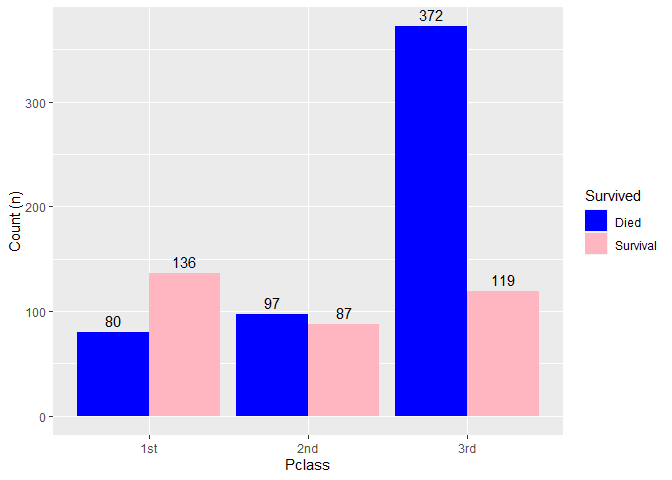 372
300
Survived
Died
Survival
Count (n)
200
136
119
100
97
87
80
0
1st
2nd
3rd
Pclass